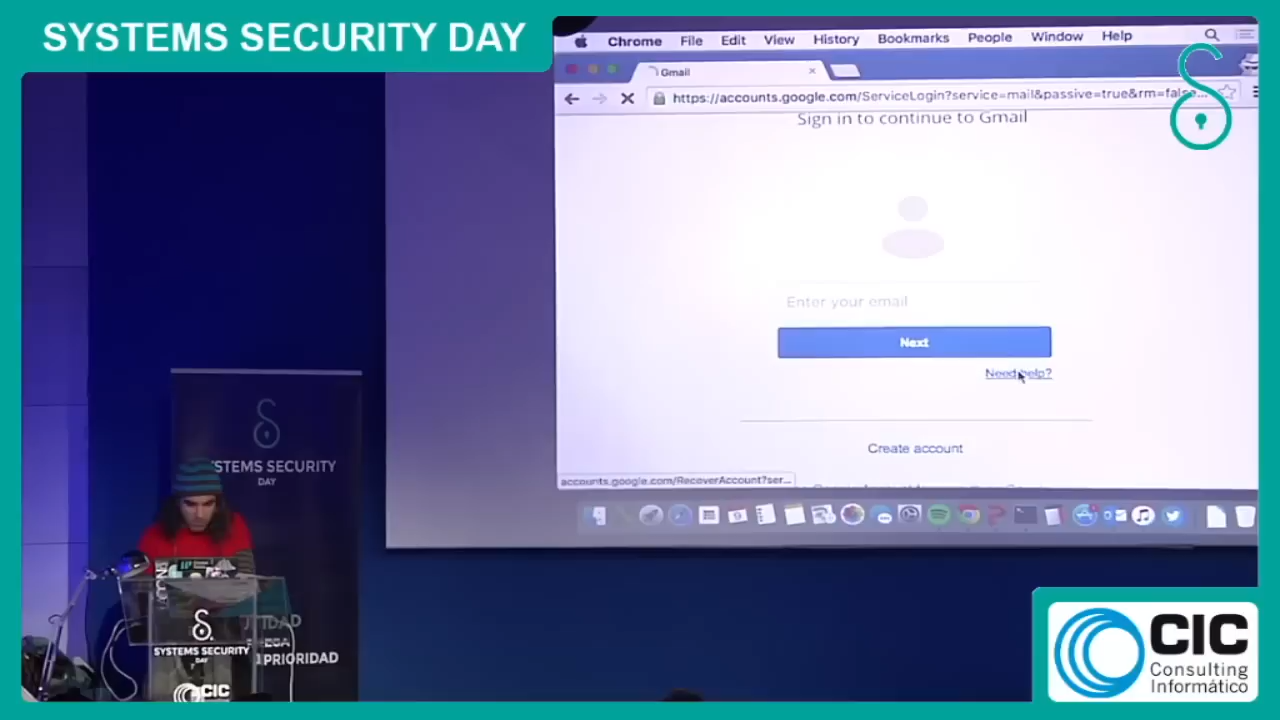 SYSTEMS SECURITY DAY
Chrome File Edit View History Bookmarks People Window Help
Gmail
https://accounts.google.com/ServiceLogin?service=mail&passive=true&rm=false...
Sign in to continue to Gmail
Enter your email
Next
Need help?
Create account
accounts.google.com/RecoverAccount?ser...
STEMS SECURITY
DAY
IDAD
PRIORIDAD
SYSTEMS SECURITY
DAY
CIC
CIC
Consulting
Informático